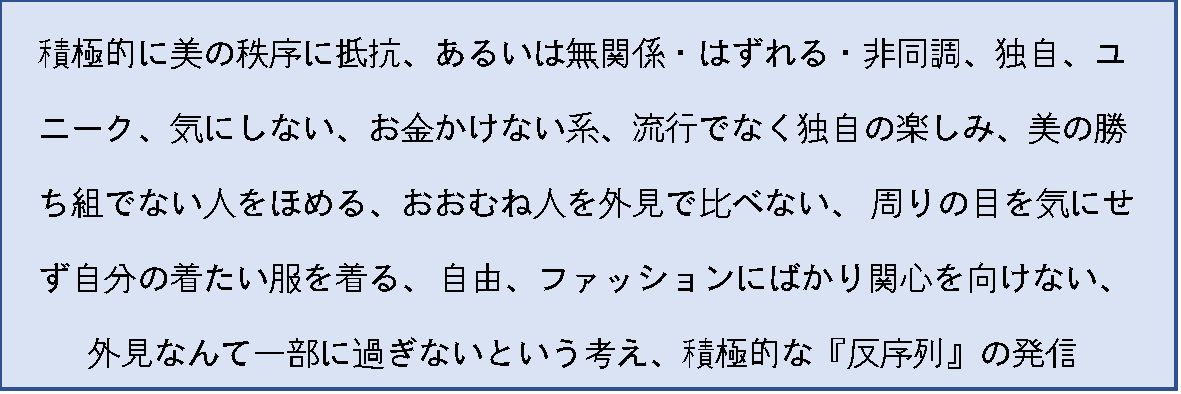 積極的に美の秩序に抵抗、あるいは無関係・はずれる・非同調、独自、ユ
ニーク、気にしない、お金かけない系、流行でなく独自の楽しみ、美の勝
ち組でない人をほめる、おおむね人を外見で比べない、 周りの目を気にせ
ず自分の着たい服を着る、 自由、ファッションにばかり関心を向けない、
外見なんて一部に過ぎないという考え、積極的な『反序列』の発信